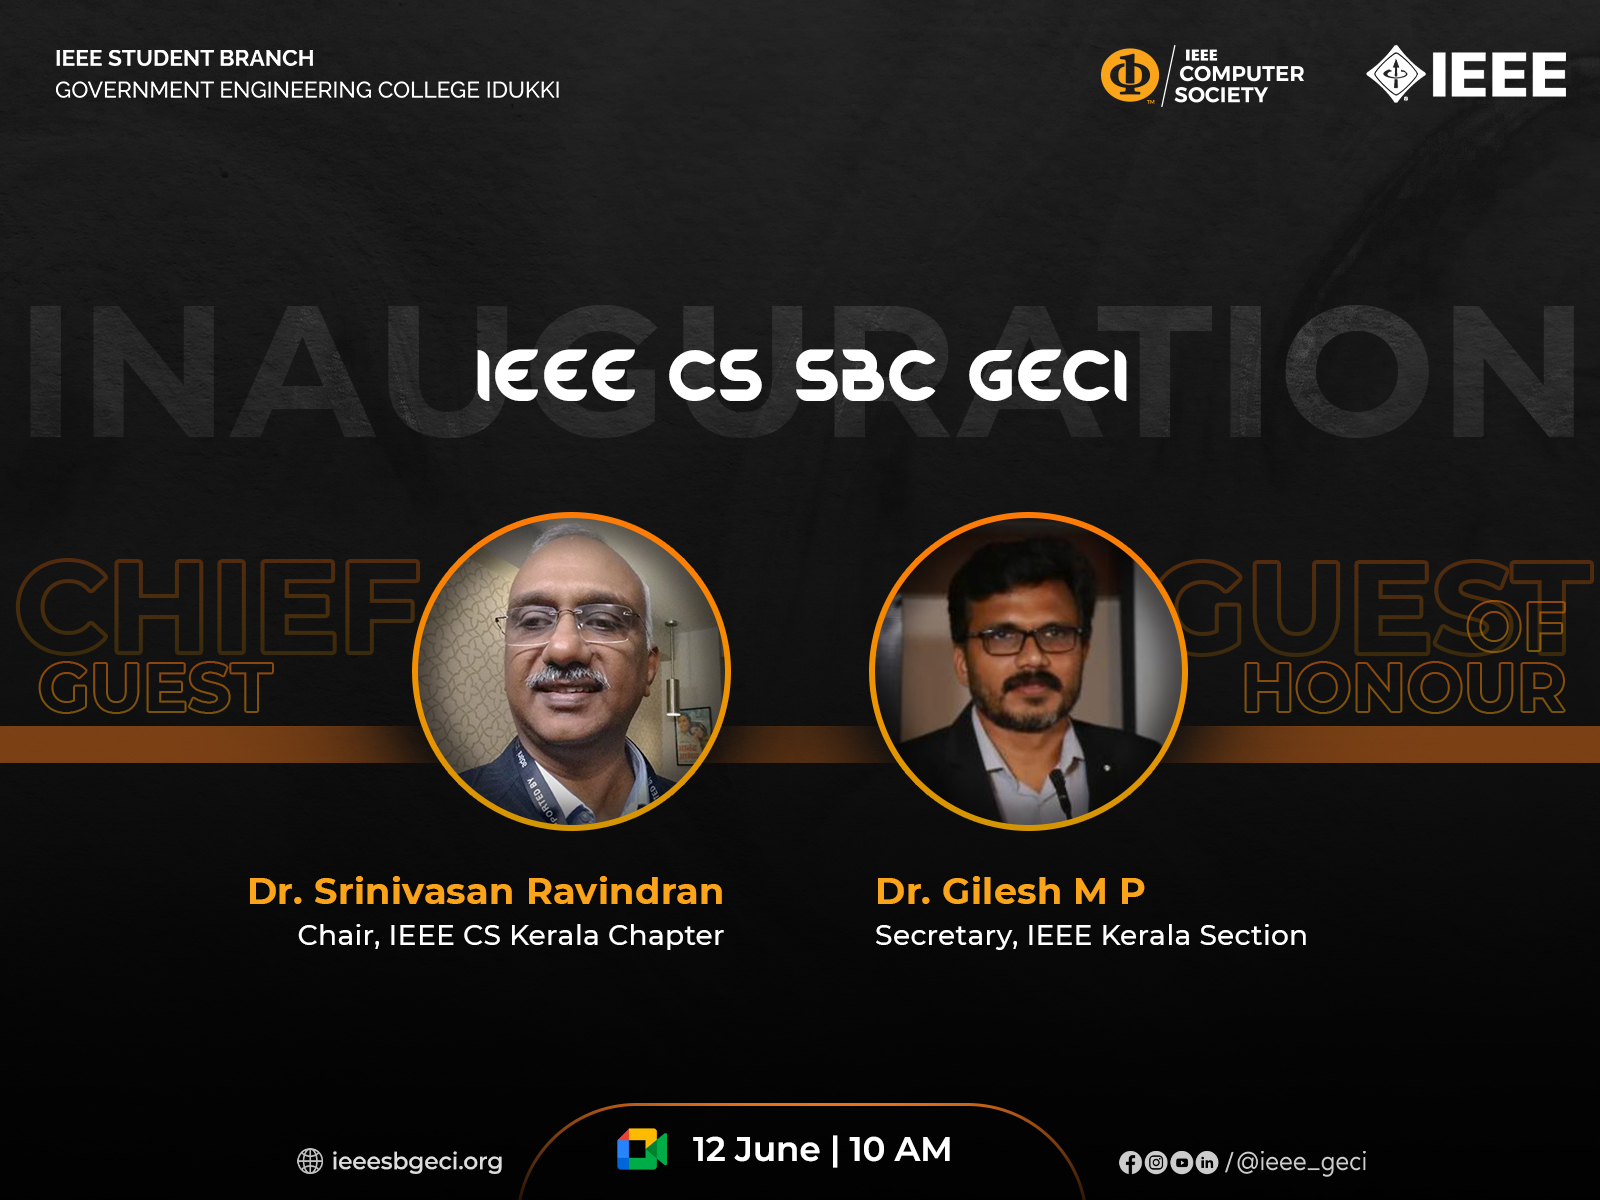 IEEE STUDENT BRANCH
GOVERNMENT ENGINEERING COLLEGE IDUKKI
IEEE
COMPUTER
SOCIETY
TM
IEEE
INAUGURATION
IEEE CS SBC GECI
CHIEF
GUEST
GUEST
OF
HONOUR
Dr. Srinivasan Ravindran
Chair, IEEE CS Kerala Chapter
Dr. Gilesh M P
Secretary, IEEE Kerala Section
ieeesbgeci.org
12 June | 10 AM
/@ieee_geci